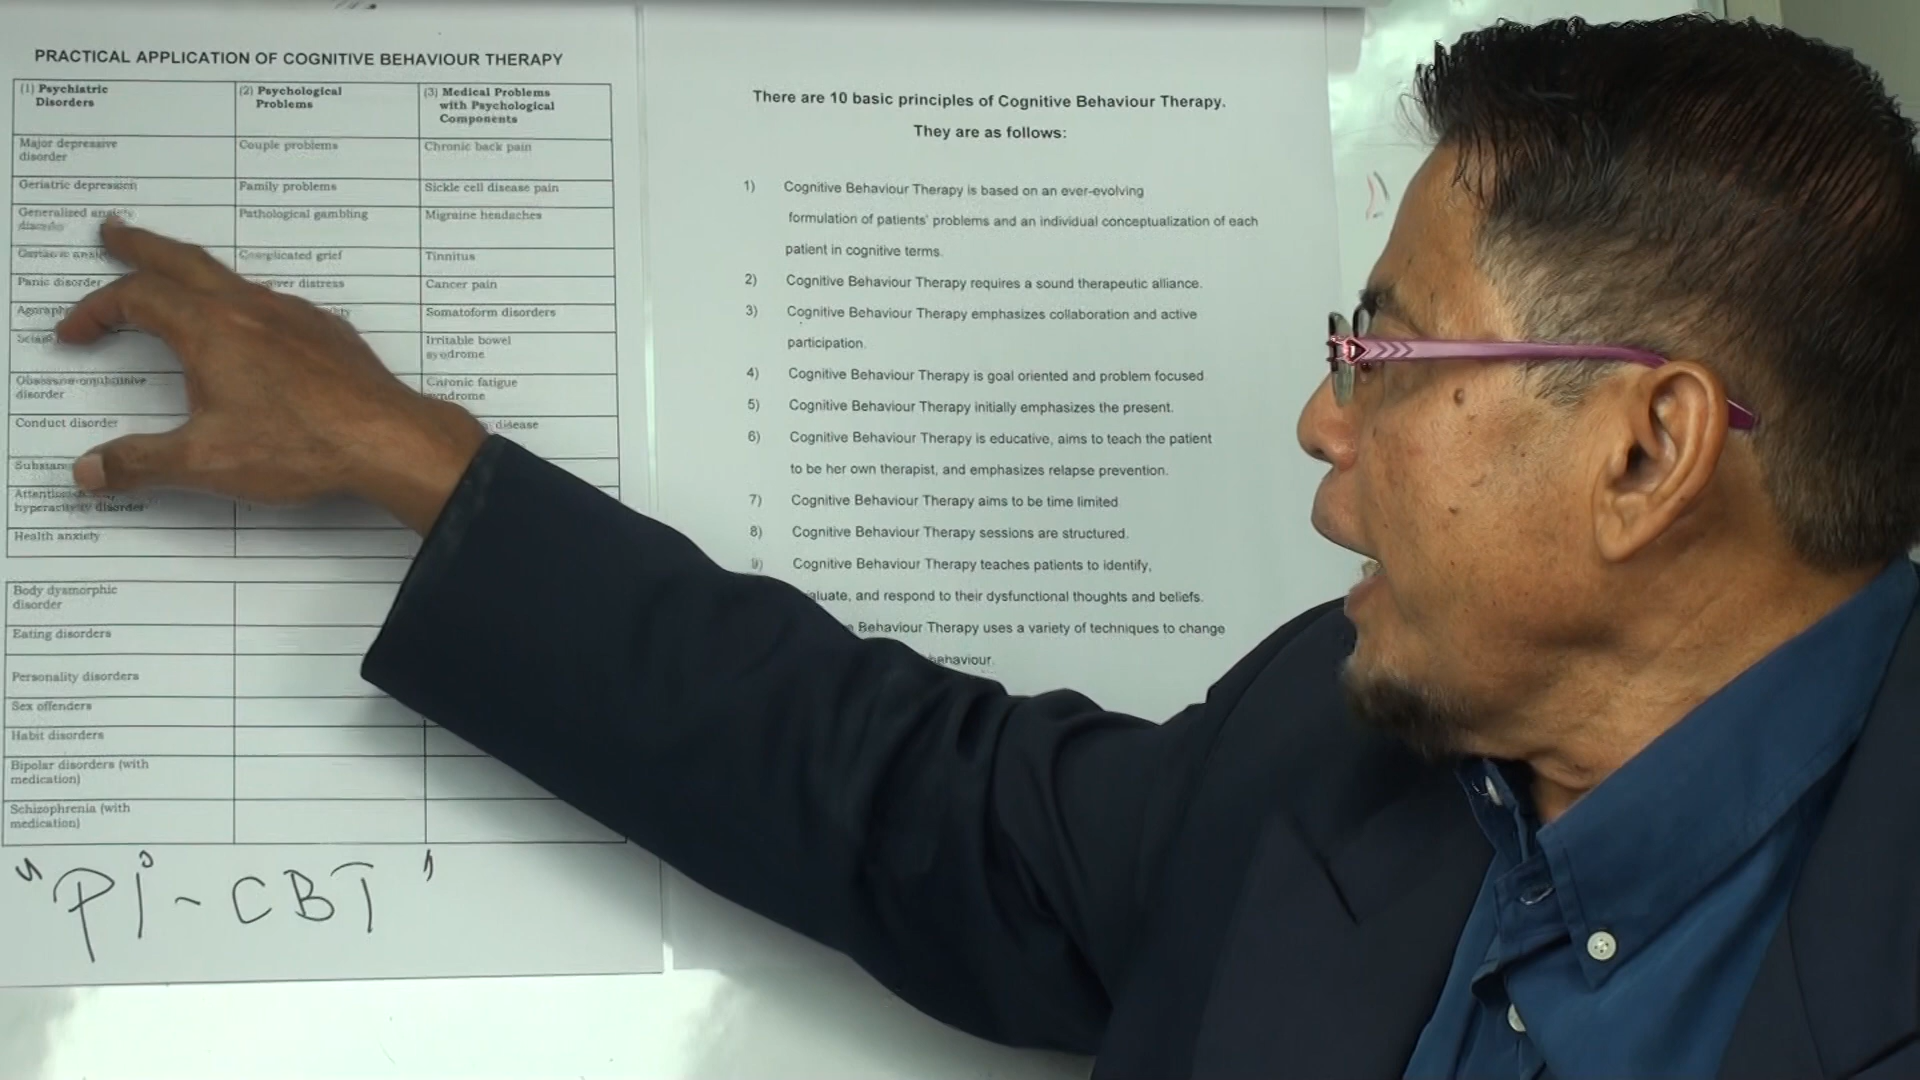 PRACTICAL APPLICATION OF COGNITIVE BEHAVIOUR THERAPY
(1) Psychiatric
Disorders
(2) Psychological
Problems
(3) Medical Problems
with Psychological
Components
Major depressive
disorder
Couple problems
Chronic back pain
Geriatric depression
Family problems
Sickle cell disease pain
Generalized anxiety
disorder
Pathological gambling
Migraine headaches
Complicated grief
Tinnitus
Panic disorder
distress
Cancer pain
Somatoform disorders
Irritable bowel
syodrome
Obsessive-compulsive
disorder
Chronic fatigue
syndrome
Conduct disorder
disease
hyperactivity disorder
Health anxiety
Body dysmorphic
disorder
Eating disorders
Personality disorders
Sex offenders
Habit disorders
Bipolar disorders (with
medication)
Schizophrenia (with
medication)
"Pi - CBT"
There are 10 basic principles of Cognitive Behaviour Therapy.
They are as follows:
1) Cognitive Behaviour Therapy is based on an ever-evolving
formulation of patients' problems and an individual conceptualization of each
patient in cognitive terms.
2) Cognitive Behaviour Therapy requires a sound therapeutic alliance.
3) Cognitive Behaviour Therapy emphasizes collaboration and active
participation.
4) Cognitive Behaviour Therapy is goal oriented and problem focused
5) Cognitive Behaviour Therapy initially emphasizes the present.
6) Cognitive Behaviour Therapy is educative, aims to teach the patient
to be her own therapist, and emphasizes relapse prevention.
7) Cognitive Behaviour Therapy aims to be time limited
8) Cognitive Behaviour Therapy sessions are structured.
9) Cognitive Behaviour Therapy teaches patients to identify,
and respond to their dysfunctional thoughts and beliefs.
Behaviour Therapy uses a variety of techniques to change
behaviour.